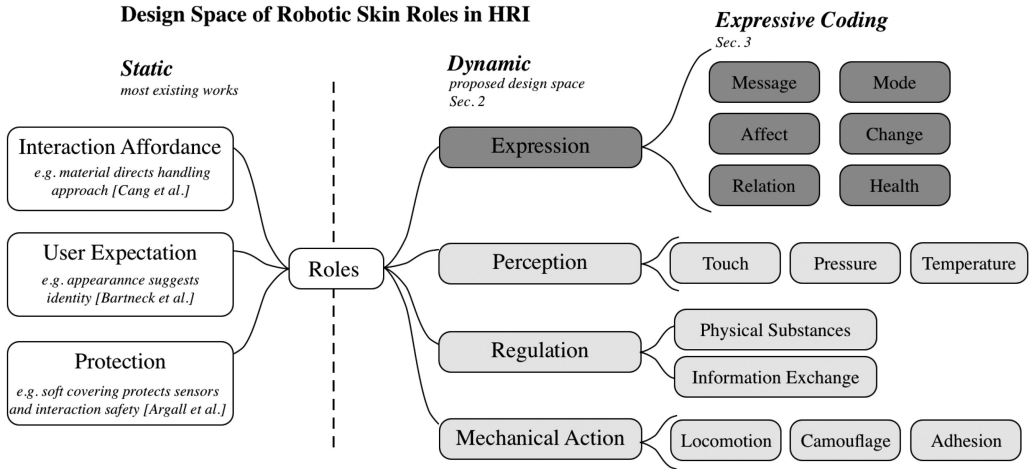 Design Space of Robotic Skin Roles in HRI
Static
most existing works
Interaction Affordance
e.g. material directs handling
approach [Cang et al.]
User Expectation
e.g. appearannce suggests
identity [Bartneck et al.]
Protection
e.g. soft covering protects sensors
and interaction safety [Argall et al.]
Roles
Dynamic
proposed design space
Sec. 2
Expression
Perception
Regulation
Mechanical Action
Expressive Coding
Sec. 3
Message
Mode
Affect
Change
Relation
Health
Touch
Pressure
Temperature
Physical Substances
Information Exchange
Locomotion
Camouflage
Adhesion